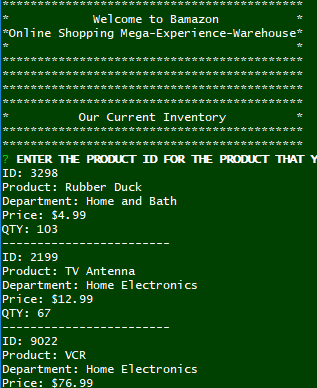 *******************************************
*            Welcome to Bamazon           *
*Online Shopping Mega-Experience-Warehouse*
*                                         *
*******************************************
*******************************************
*******************************************
*******************************************
*          Our Current Inventory          *
*******************************************
*******************************************
? ENTER THE PRODUCT ID FOR THE PRODUCT THAT Y
ID: 3298
Product: Rubber Duck
Department: Home and Bath
Price: $4.99
QTY: 103
------------------------
ID: 2199
Product: TV Antenna
Department: Home Electronics
Price: $12.99
QTY: 67
------------------------
ID: 9022
Product: VCR
Department: Home Electronics
Price: $76.99